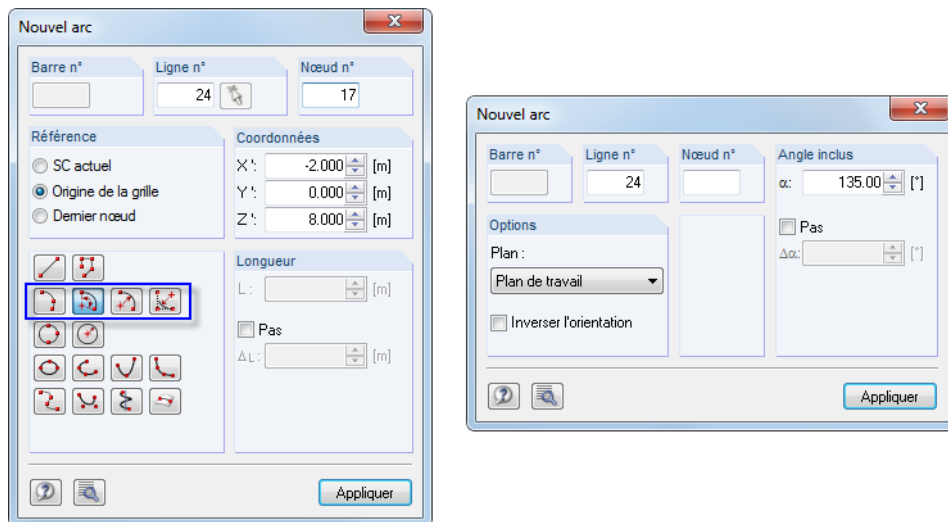 Nouvel arc
Barre n°  Ligne n°  Nœud n°
24  17
Référence  Coordonnées
SC actuel  X ':  -2.000  [m]
Origine de la grille  Y ':  0.000  [m]
Dernier nœud  Z ':  8.000  [m]
Longueur
L :  [m]
Pas
ΔL:  [m]
Appliquer
Nouvel arc
Barre n°  Ligne n°  Nœud n°  Angle inclus
24  α:  135.00  [°]
Options  Pas
Plan :  Δα:  [°]
Plan de travail
Inverser l'orientation
Appliquer